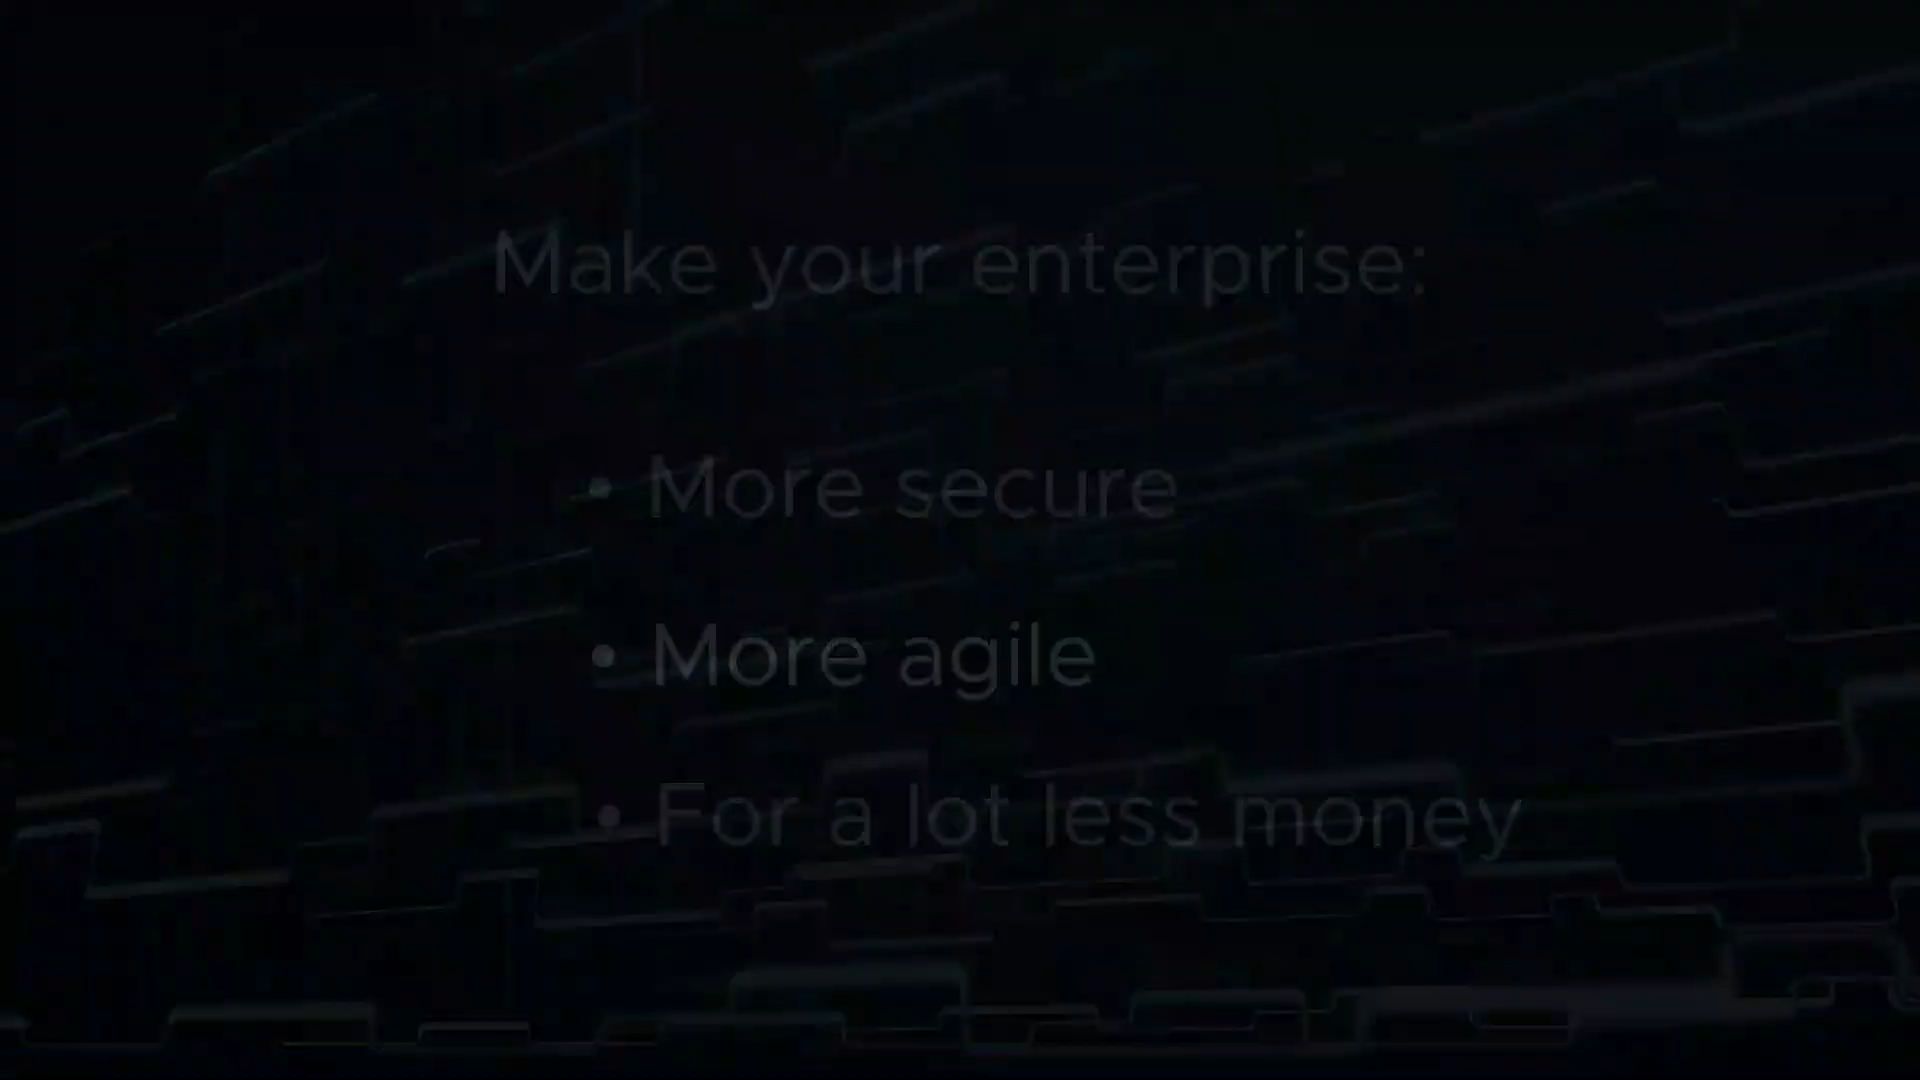 Make your enterprise:
• More secure
• More agile
• For a lot less money